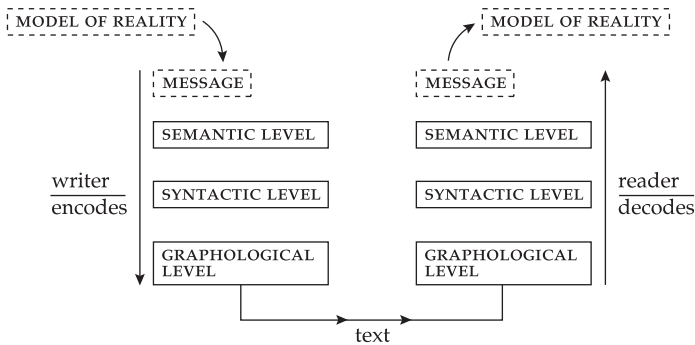 MODEL OF REALITY
MODEL OF REALITY
MESSAGE
MESSAGE
SEMANTIC LEVEL
SEMANTIC LEVEL
writer
encodes
SYNTACTIC LEVEL
SYNTACTIC LEVEL
reader
decodes
GRAPHOLOGICAL
LEVEL
GRAPHOLOGICAL
LEVEL
text